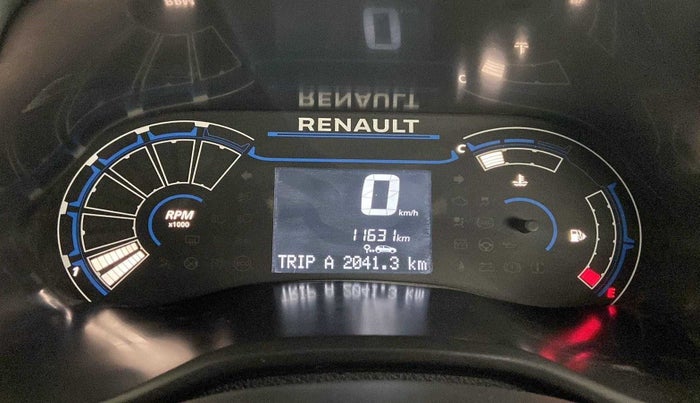 RENAULT
C
0 km/h
RPM
x1000
11631 km
TRIP A 2041.3 km
1
E